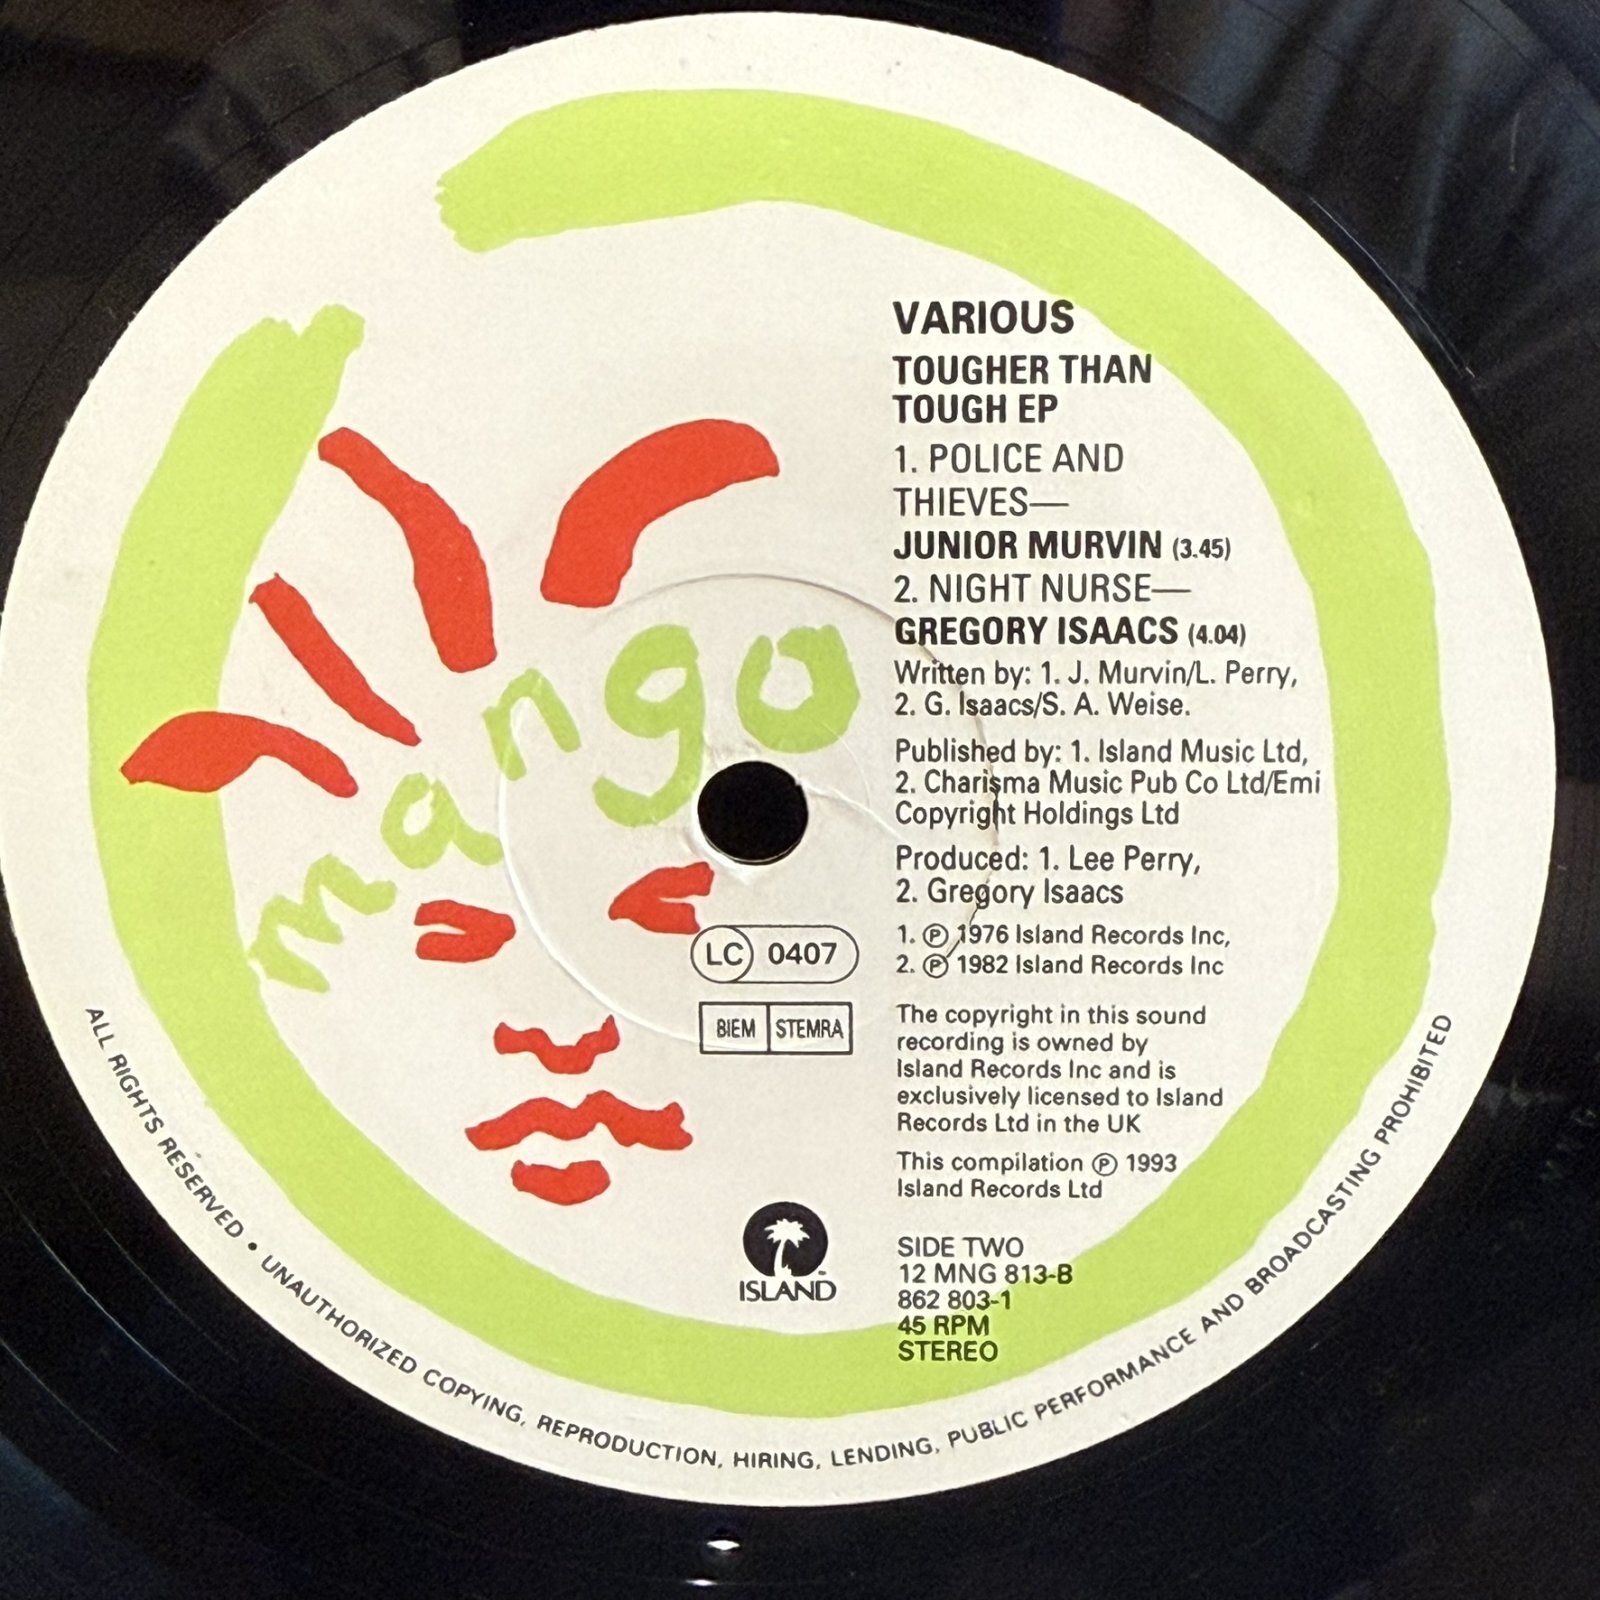 VARIOUS
TOUGHER THAN
TOUGH EP
1. POLICE AND
THIEVES—
JUNIOR MURVIN (3.45)
2. NIGHT NURSE—
GREGORY ISAACS (4.04)
Written by: 1. J. Murvin/L. Perry,
2. G. Isaacs/S. A. Weise.
Published by: 1. Island Music Ltd,
2. Charisma Music Pub Co Ltd/Emi
Copyright Holdings Ltd
Produced: 1. Lee Perry,
2. Gregory Isaacs
1. ℗ 1976 Island Records Inc,
2. ℗ 1982 Island Records Inc
The copyright in this sound
recording is owned by
Island Records Inc and is
exclusively licensed to Island
Records Ltd in the UK
This compilation ℗ 1993
Island Records Ltd
SIDE TWO
12 MNG 813-B
862 803-1
45 RPM
STEREO
mango
LC 0407
BIEM STEMRA
ISLAND
ALL RIGHTS RESERVED • UNAUTHORIZED COPYING, REPRODUCTION, HIRING, LENDING, PUBLIC PERFORMANCE AND BROADCASTING PROHIBITED